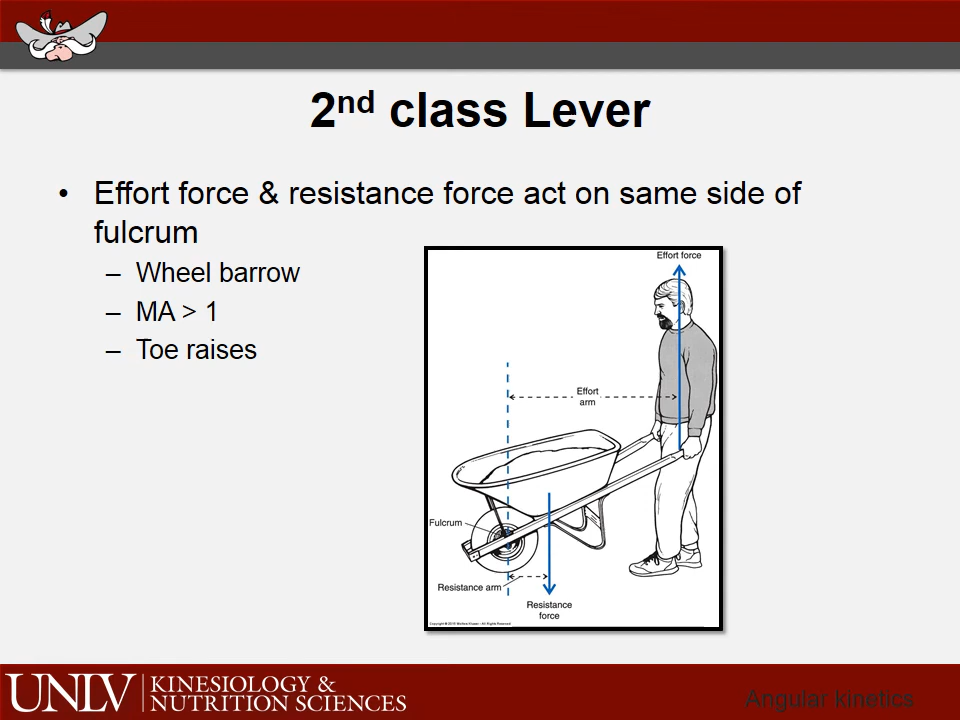 2nd class Lever
• Effort force & resistance force act on same side of
fulcrum
– Wheel barrow
– MA > 1
– Toe raises
Effort force
Effort
arm
Fulcrum
Resistance arm
Resistance
force
UNLV
KINESIOLOGY &
NUTRITION SCIENCES
Angular kinetics